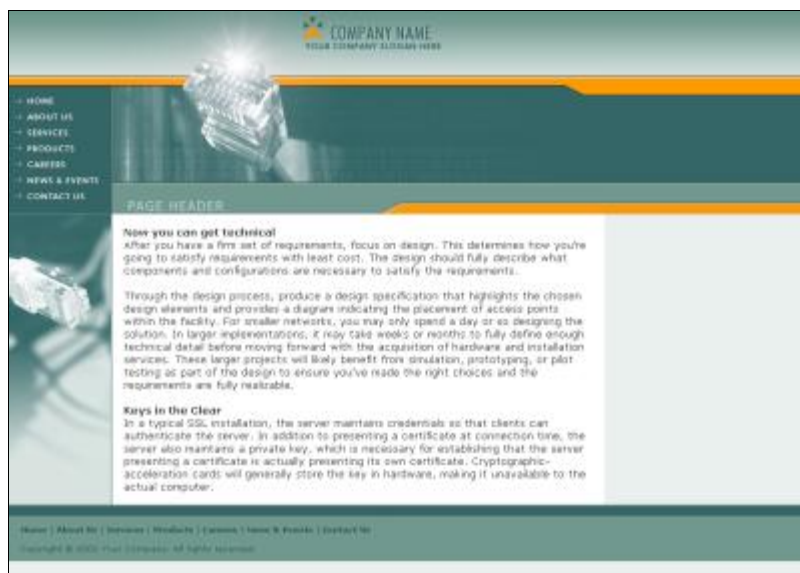 COMPANY NAME
YOUR COMPANY SLOGAN HERE
HOME
ABOUT US
SERVICES
PRODUCTS
CAREERS
NEWS & EVENTS
CONTACT US
PAGE HEADER
Now you can get technical
After you have a firm set of requirements, focus on design. This determines how you're
going to satisfy requirements with least cost. The design should fully describe what
components and configurations are necessary to satisfy the requirements.
Through the design process, produce a design specification that highlights the chosen
design elements and provides a diagram indicating the placement of access points
within the facility. For smaller networks, you may only spend a day or so designing the
solution. In larger implementations, it may take weeks or months to fully define enough
technical detail before moving forward with the acquisition of hardware and installation
services. These larger projects will likely benefit from simulation, prototyping, or pilot
testing as part of the design to ensure you've made the right choices and the
requirements are fully realizable.
Keys in the Clear
In a typical SSL installation, the server maintains credentials so that clients can
authenticate the server. In addition to presenting a certificate at connection time, the
server also maintains a private key, which is necessary for establishing that the server
presenting a certificate is actually presenting its own certificate. Cryptographic-
acceleration cards will generally store the key in hardware, making it unavailable to the
actual computer.
Home | About Us | Services | Products | Careers | News & Events | Contact Us
Copyright © Your Company. All rights reserved.